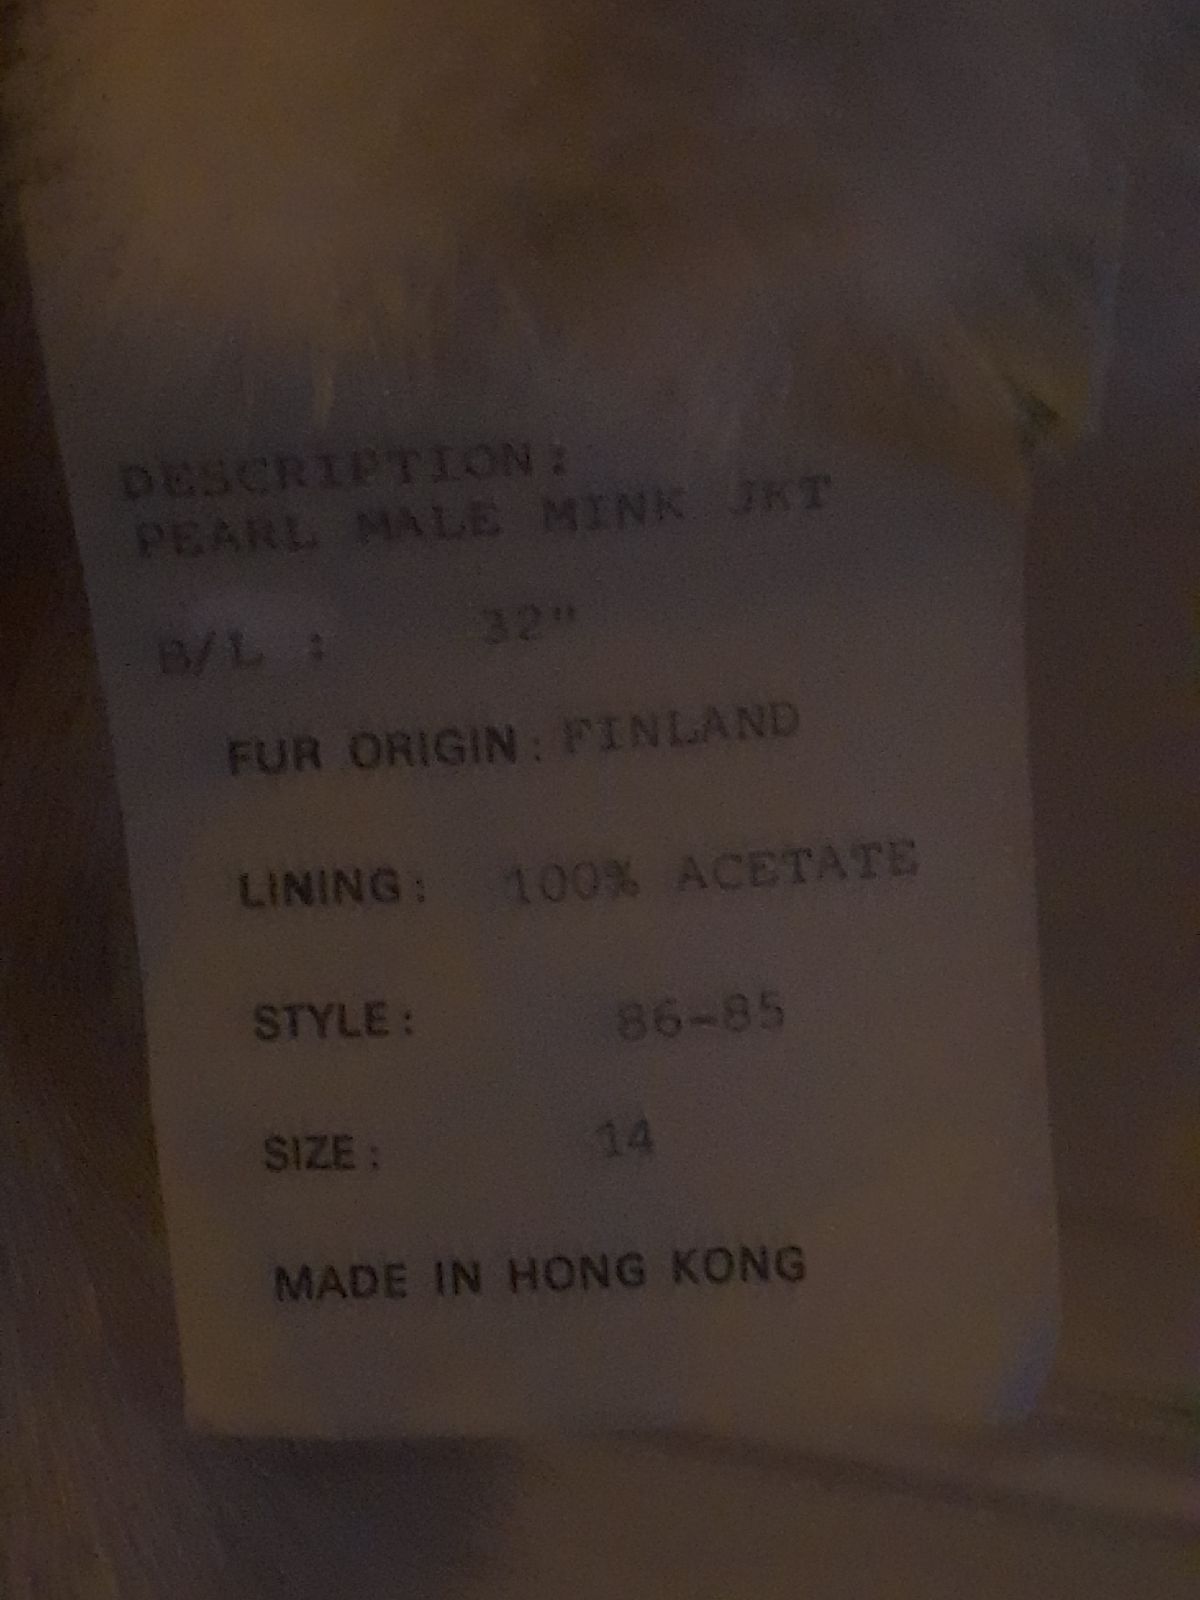 DESCRIPTION:
PEARL MALE MINK JKT
B/L : 32"
FUR ORIGIN: FINLAND
LINING: 100% ACETATE
STYLE: 86-85
SIZE: 14
MADE IN HONG KONG